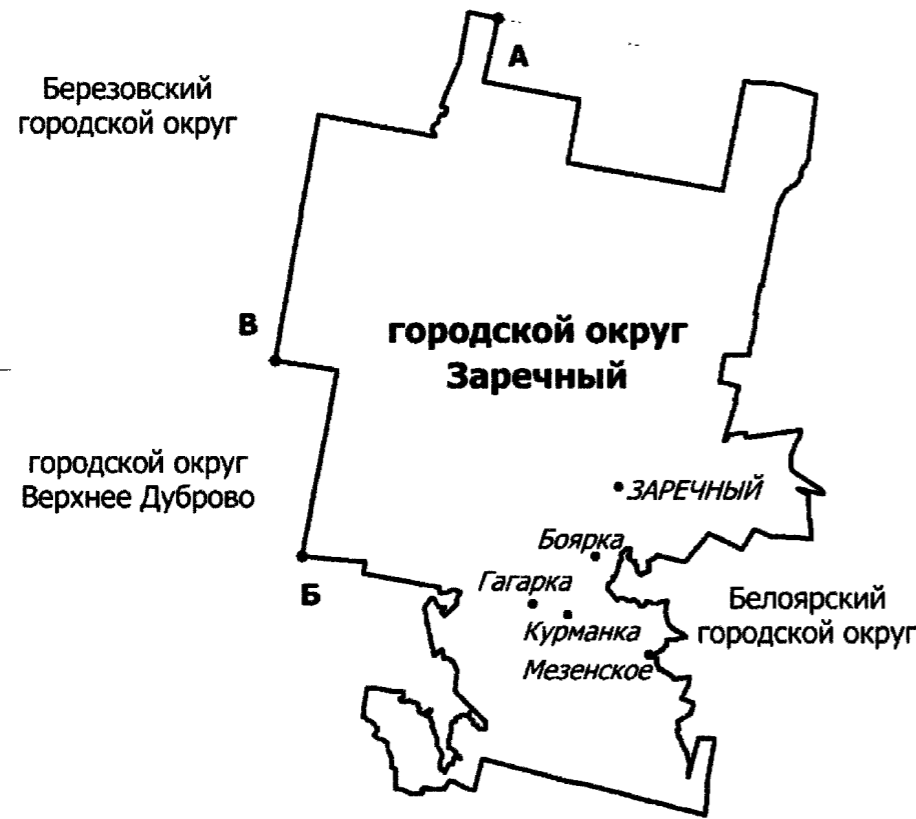 А
Березовский
городской округ
В
городской округ
Заречный
городской округ
Верхнее Дуброво
ЗАРЕЧНЫЙ
Боярка
Б
Гагарка
Белоярский
городской округ
Курманка
Мезенское